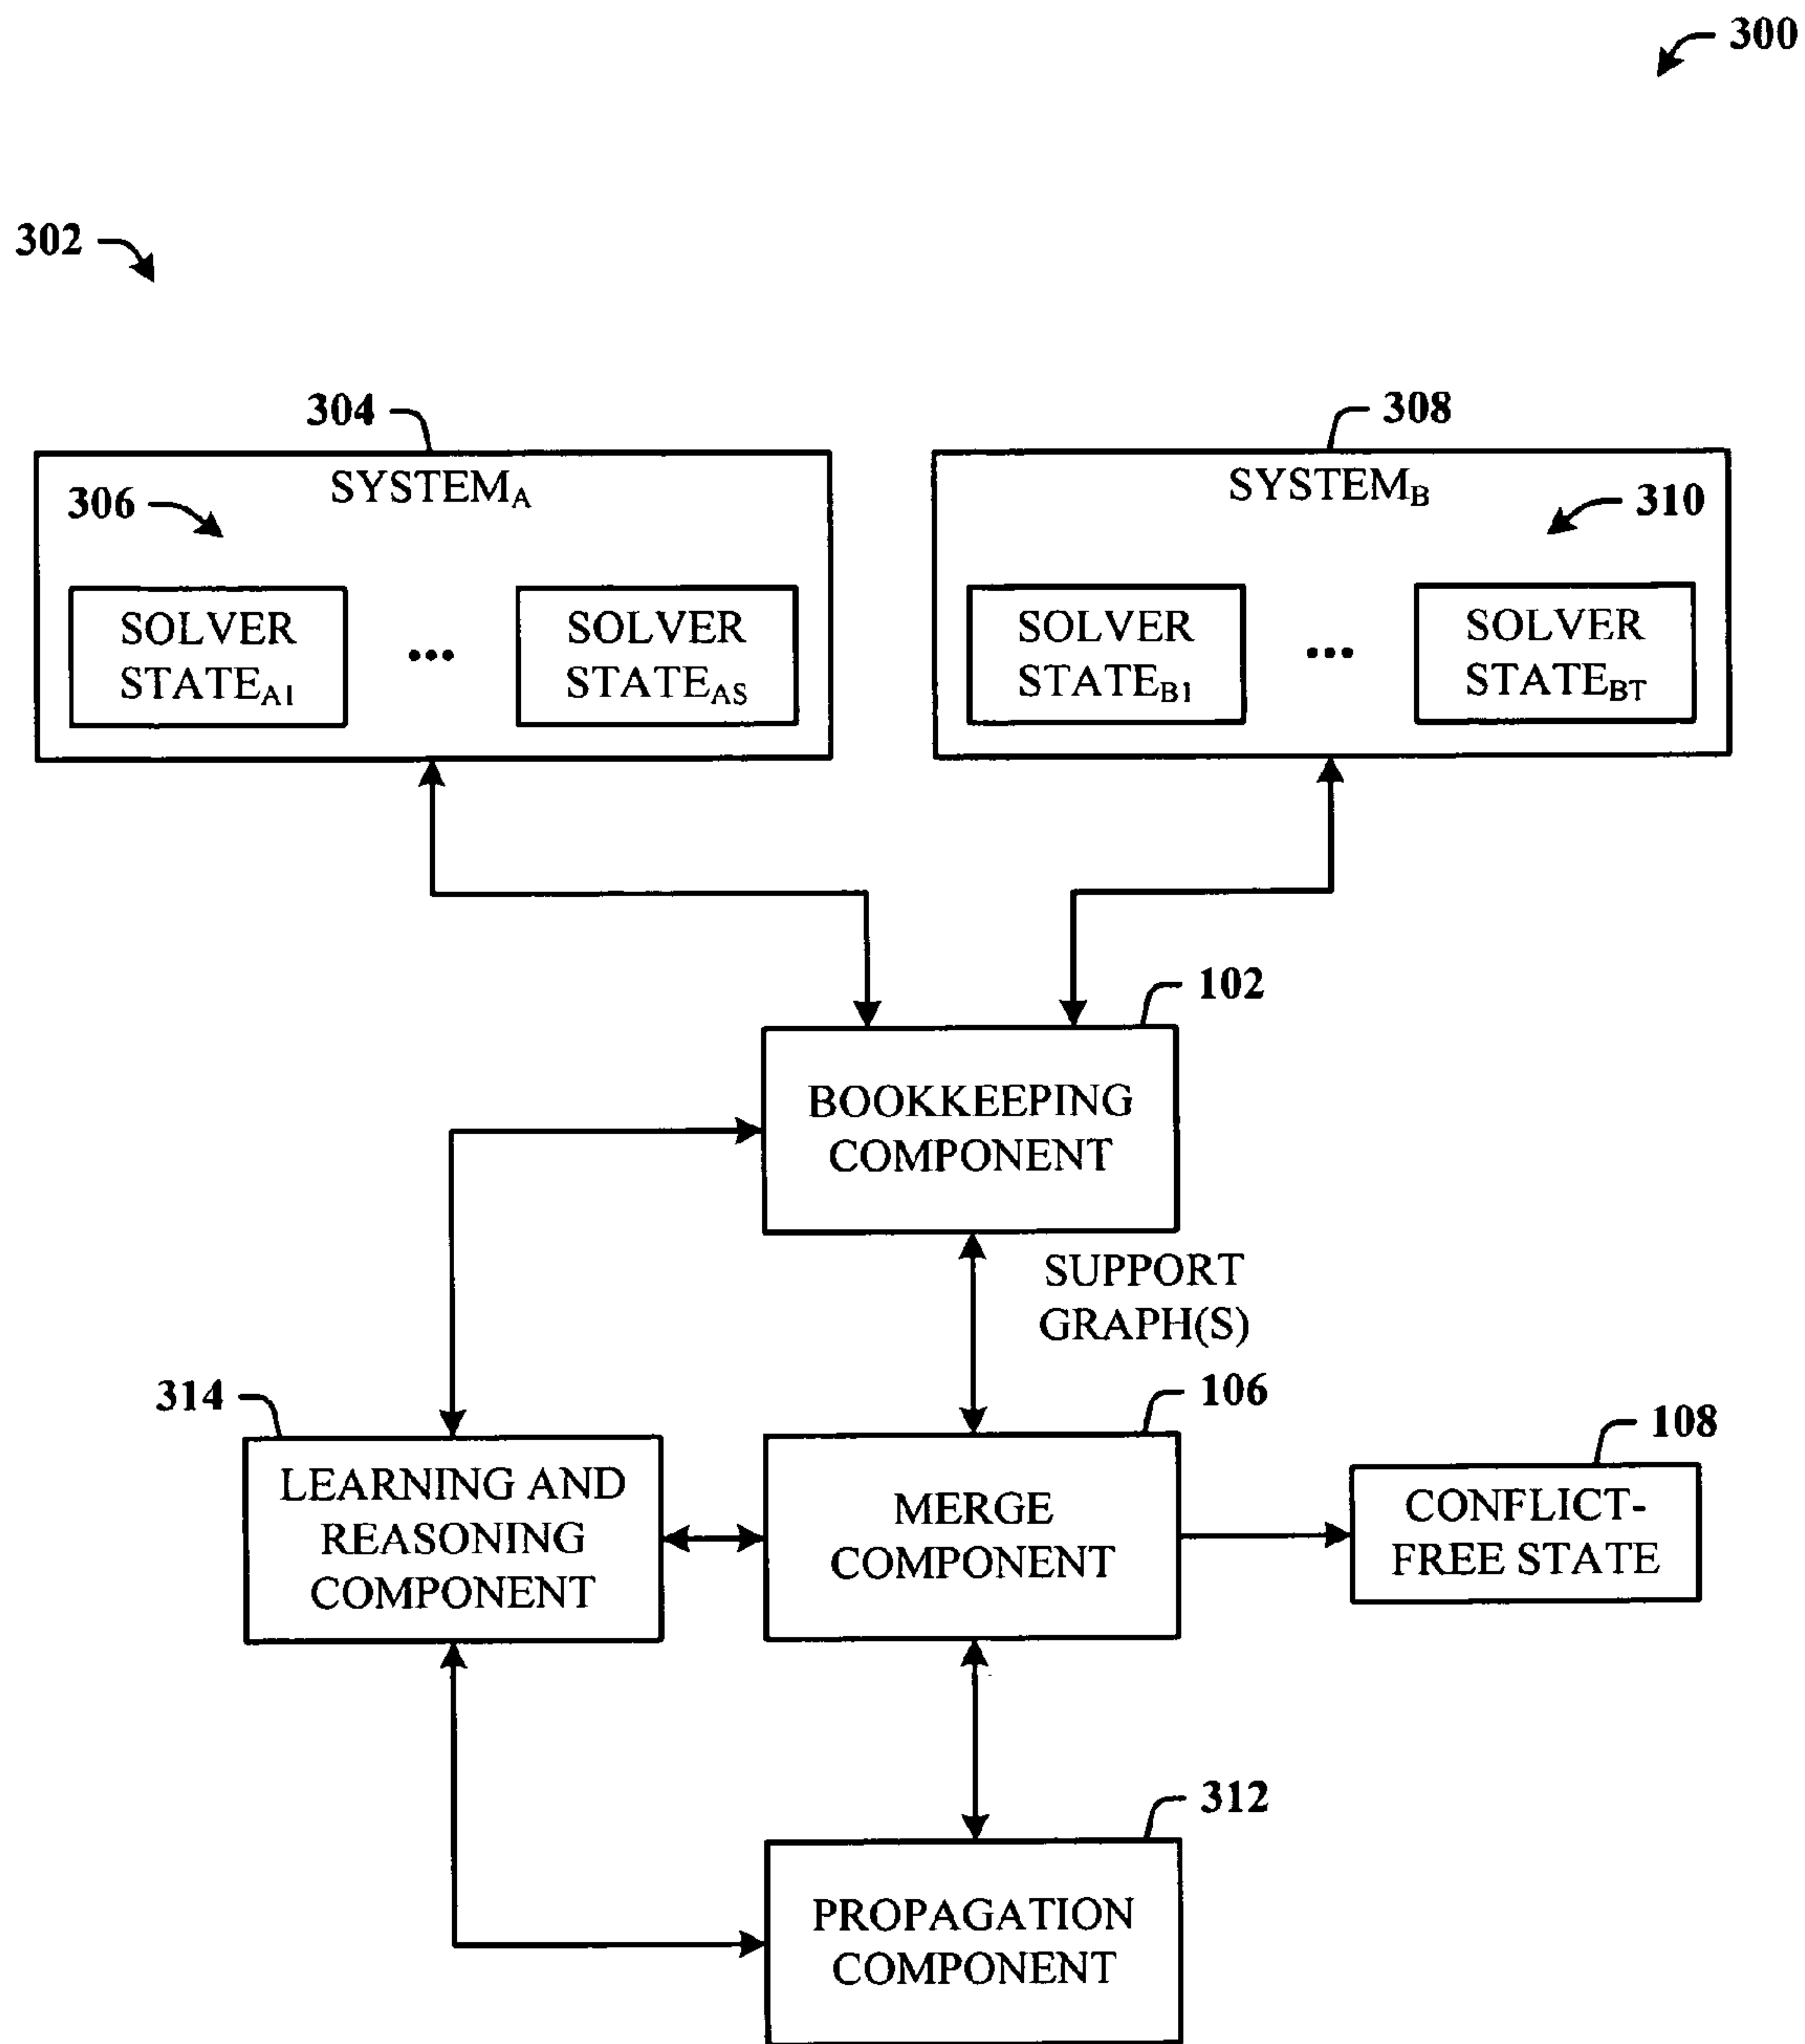 300
302
304
308
SYSTEMA
SYSTEMB
306
310
SOLVER
STATEA1
•••
SOLVER
STATEAS
SOLVER
STATEB1
•••
SOLVER
STATEBT
102
BOOKKEEPING
COMPONENT
SUPPORT
GRAPH(S)
314
106
108
LEARNING AND
REASONING
COMPONENT
MERGE
COMPONENT
CONFLICT-
FREE STATE
312
PROPAGATION
COMPONENT